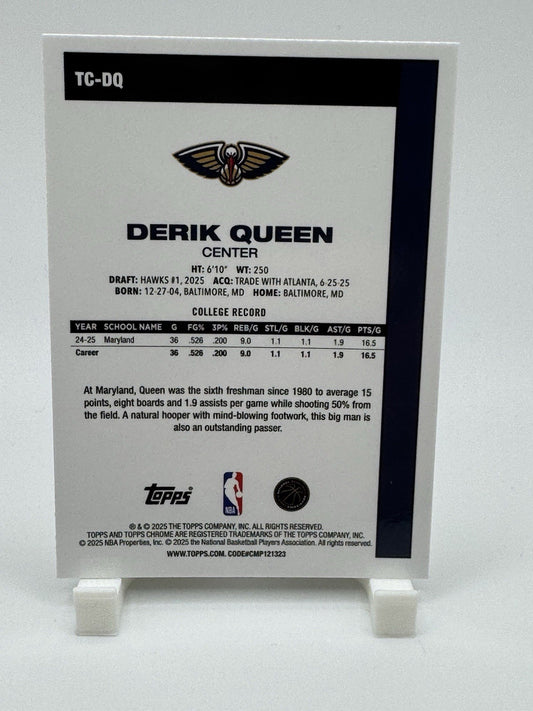 TC-DQ
DERIK QUEEN
CENTER
HT: 6'10" WT: 250
DRAFT: HAWKS #1, 2025 ACQ: TRADE WITH ATLANTA, 6-25-25
BORN: 12-27-04, BALTIMORE, MD HOME: BALTIMORE, MD
COLLEGE RECORD
YEAR SCHOOL NAME G FG% 3P% REB/G STL/G BLK/G AST/G PTS/G
24-25 Maryland 36 .526 .200 9.0 1.1 1.1 1.9 16.5
Career 36 .526 .200 9.0 1.1 1.1 1.9 16.5
At Maryland, Queen was the sixth freshman since 1980 to average 15
points, eight boards and 1.9 assists per game while shooting 50% from
the field. A natural hooper with mind-blowing footwork, this big man is
also an outstanding passer.
Topps
NBA
® & © 2025 THE TOPPS COMPANY, INC. ALL RIGHTS RESERVED.
TOPPS AND TOPPS CHROME ARE REGISTERED TRADEMARKS OF THE TOPPS COMPANY, INC.
© 2025 NBA Properties, Inc. © 2025 the National Basketball Players Association. All rights reserved.
WWW.TOPPS.COM. CODE#CMP121323